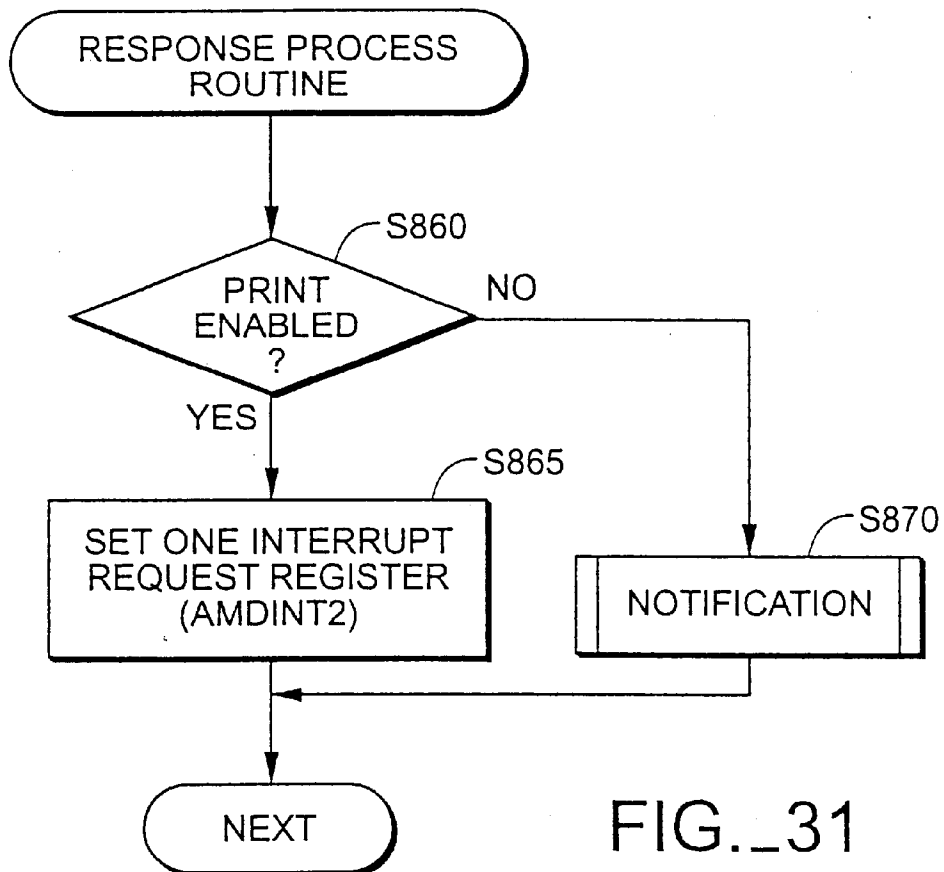 RESPONSE PROCESS
ROUTINE
S860
PRINT
ENABLED
?
NO
YES
S865
SET ONE INTERRUPT
REQUEST REGISTER
(AMDINT2)
S870
NOTIFICATION
NEXT
FIG._31